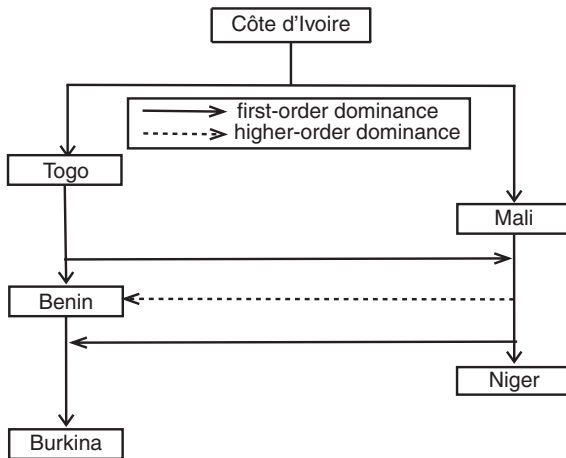 Côte d'Ivoire
first-order dominance
higher-order dominance
Togo
Mali
Benin
Niger
Burkina